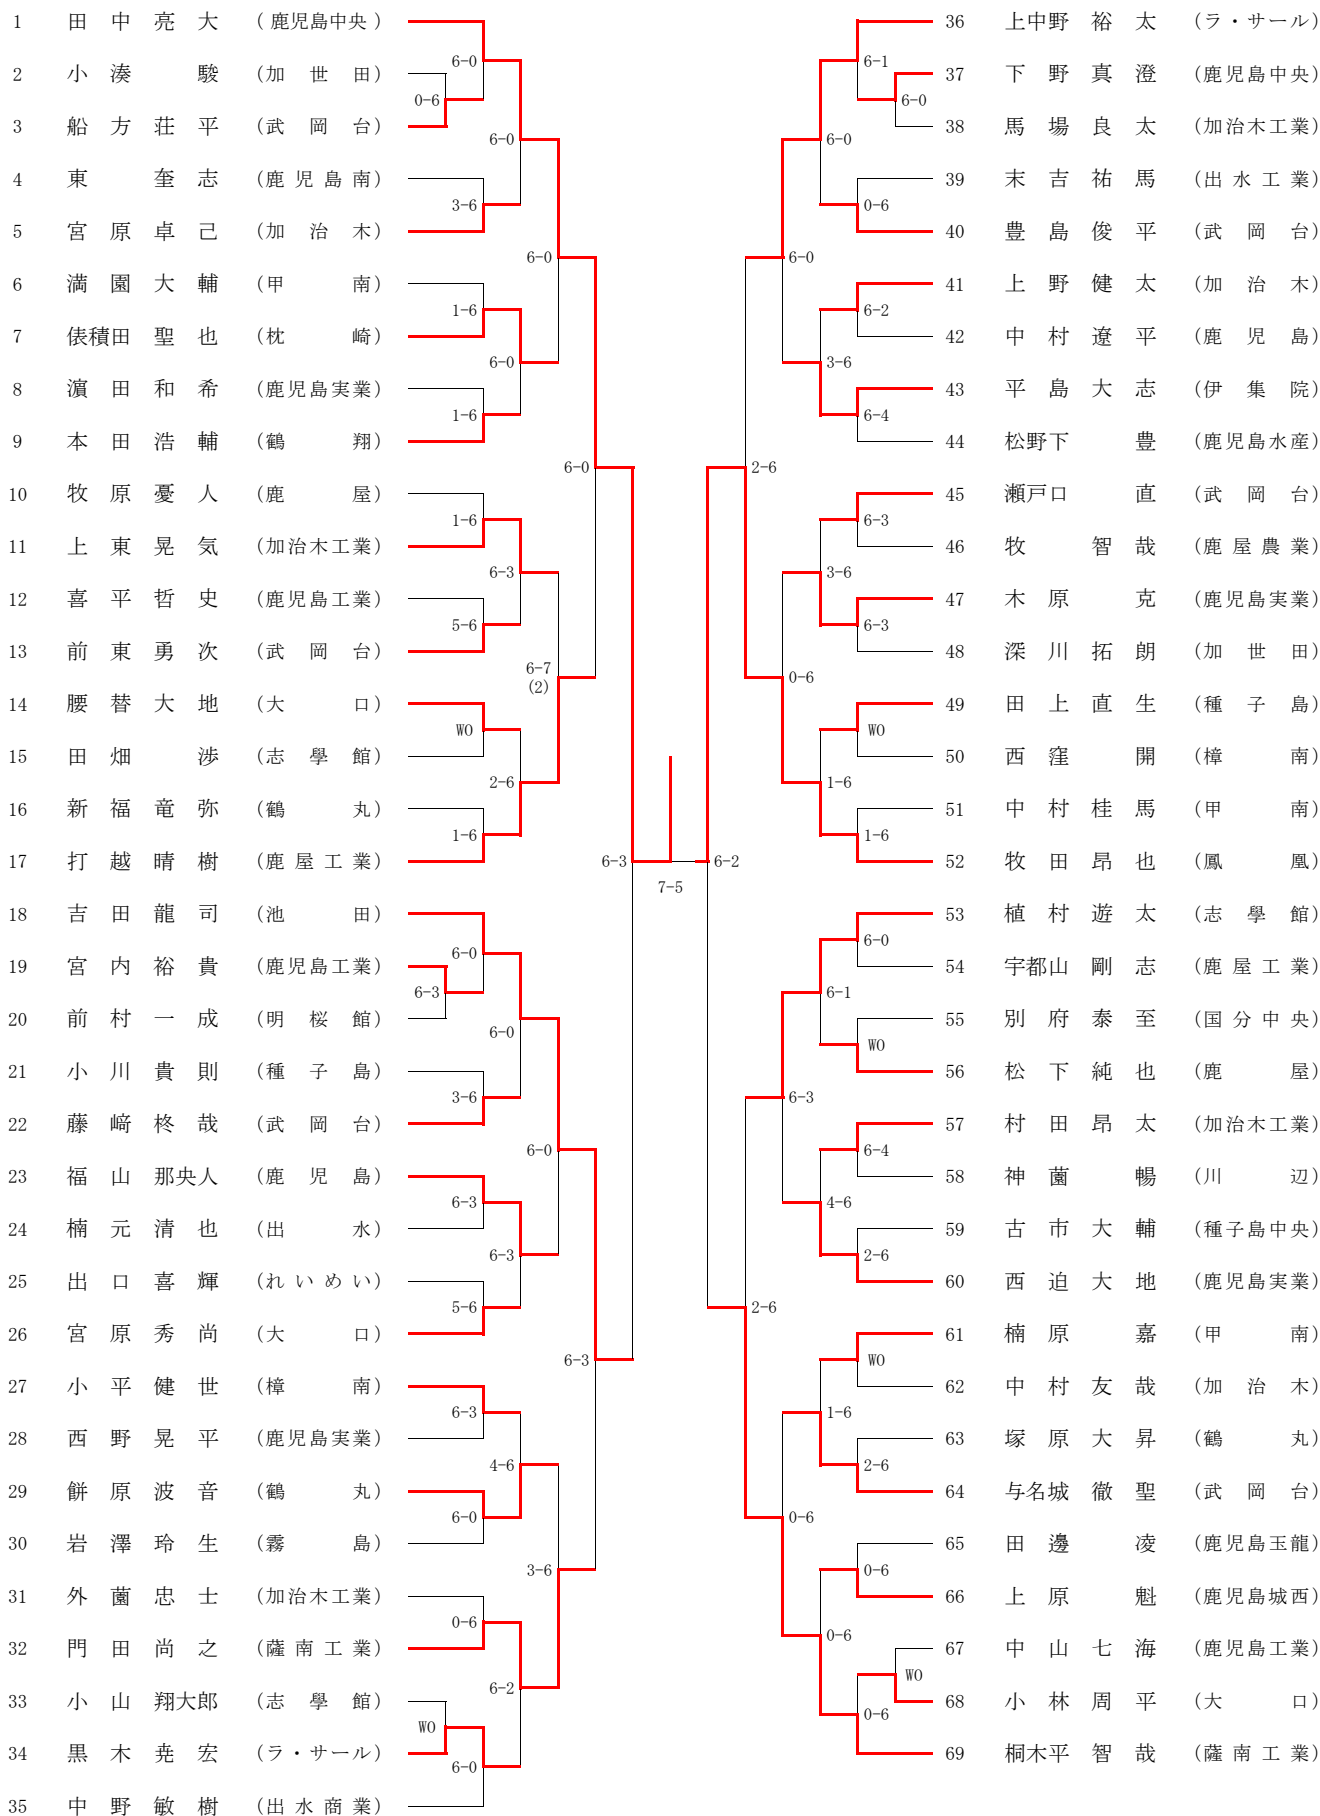 1 田中亮大 (鹿児島中央)
2 小湊駿 (加世田)
3 船方荘平 (武岡台)
4 東奎志 (鹿児島南)
5 宮原卓己 (加治木)
6 満園大輔 (甲南)
7 俵積田聖也 (枕崎)
8 濵田和希 (鹿児島実業)
9 本田浩輔 (鶴翔)
10 牧原憂人 (鹿屋)
11 上東晃気 (加治木工業)
12 喜平哲史 (鹿児島工業)
13 前東勇次 (武岡台)
14 腰替大地 (大口)
15 田畑渉 (志學館)
16 新福竜弥 (鶴丸)
17 打越晴樹 (鹿屋工業)
18 吉田龍司 (池田)
19 宮内裕貴 (鹿児島工業)
20 前村一成 (明桜館)
21 小川貴則 (種子島)
22 藤﨑柊哉 (武岡台)
23 福山那央人 (鹿児島)
24 楠元清也 (出水)
25 出口喜輝 (れいめい)
26 宮原秀尚 (大口)
27 小平健世 (樟南)
28 西野晃平 (鹿児島実業)
29 餅原波音 (鶴丸)
30 岩澤玲生 (霧島)
31 外薗忠士 (加治木工業)
32 門田尚之 (薩南工業)
33 小山翔大郎 (志學館)
34 黒木尭宏 (ラ・サール)
35 中野敏樹 (出水商業)
6-0
0-6
3-6
1-6
1-6
1-6
5-6
WO
1-6
6-0
6-3
3-6
6-3
5-6
6-3
6-0
0-6
WO
6-0
6-0
6-0
6-3
2-6
6-0
6-3
4-6
6-2
6-0
6-7
(2)
6-0
3-6
6-0
6-3
6-3
7-5
6-2
2-6
2-6
6-0
0-6
6-3
0-6
6-0
3-6
3-6
1-6
6-1
4-6
1-6
0-6
6-1
6-0
0-6
6-2
6-4
6-3
6-3
WO
1-6
6-0
WO
6-4
2-6
WO
2-6
0-6
WO
0-6
36 上中野裕太 (ラ・サール)
37 下野真澄 (鹿児島中央)
38 馬場良太 (加治木工業)
39 末吉祐馬 (出水工業)
40 豊島俊平 (武岡台)
41 上野健太 (加治木)
42 中村遼平 (鹿児島)
43 平島大志 (伊集院)
44 松野下豊 (鹿児島水産)
45 瀬戸口直 (武岡台)
46 牧智哉 (鹿屋農業)
47 木原克 (鹿児島実業)
48 深川拓朗 (加世田)
49 田上直生 (種子島)
50 西窪開 (樟南)
51 中村桂馬 (甲南)
52 牧田昂也 (鳳凰)
53 植村遊太 (志學館)
54 宇都山剛志 (鹿屋工業)
55 別府泰至 (国分中央)
56 松下純也 (鹿屋)
57 村田昂太 (加治木工業)
58 神薗暢 (川辺)
59 古市大輔 (種子島中央)
60 西迫大地 (鹿児島実業)
61 楠原嘉 (甲南)
62 中村友哉 (加治木)
63 塚原大昇 (鶴丸)
64 与名城徹聖 (武岡台)
65 田邊凌 (鹿児島玉龍)
66 上原魁 (鹿児島城西)
67 中山七海 (鹿児島工業)
68 小林周平 (大口)
69 桐木平智哉 (薩南工業)